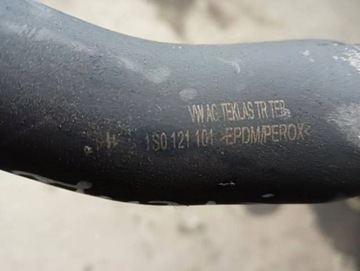 VW AG TEKLAS TR TEB
1S0 121 101 >EPDM/PEROX<